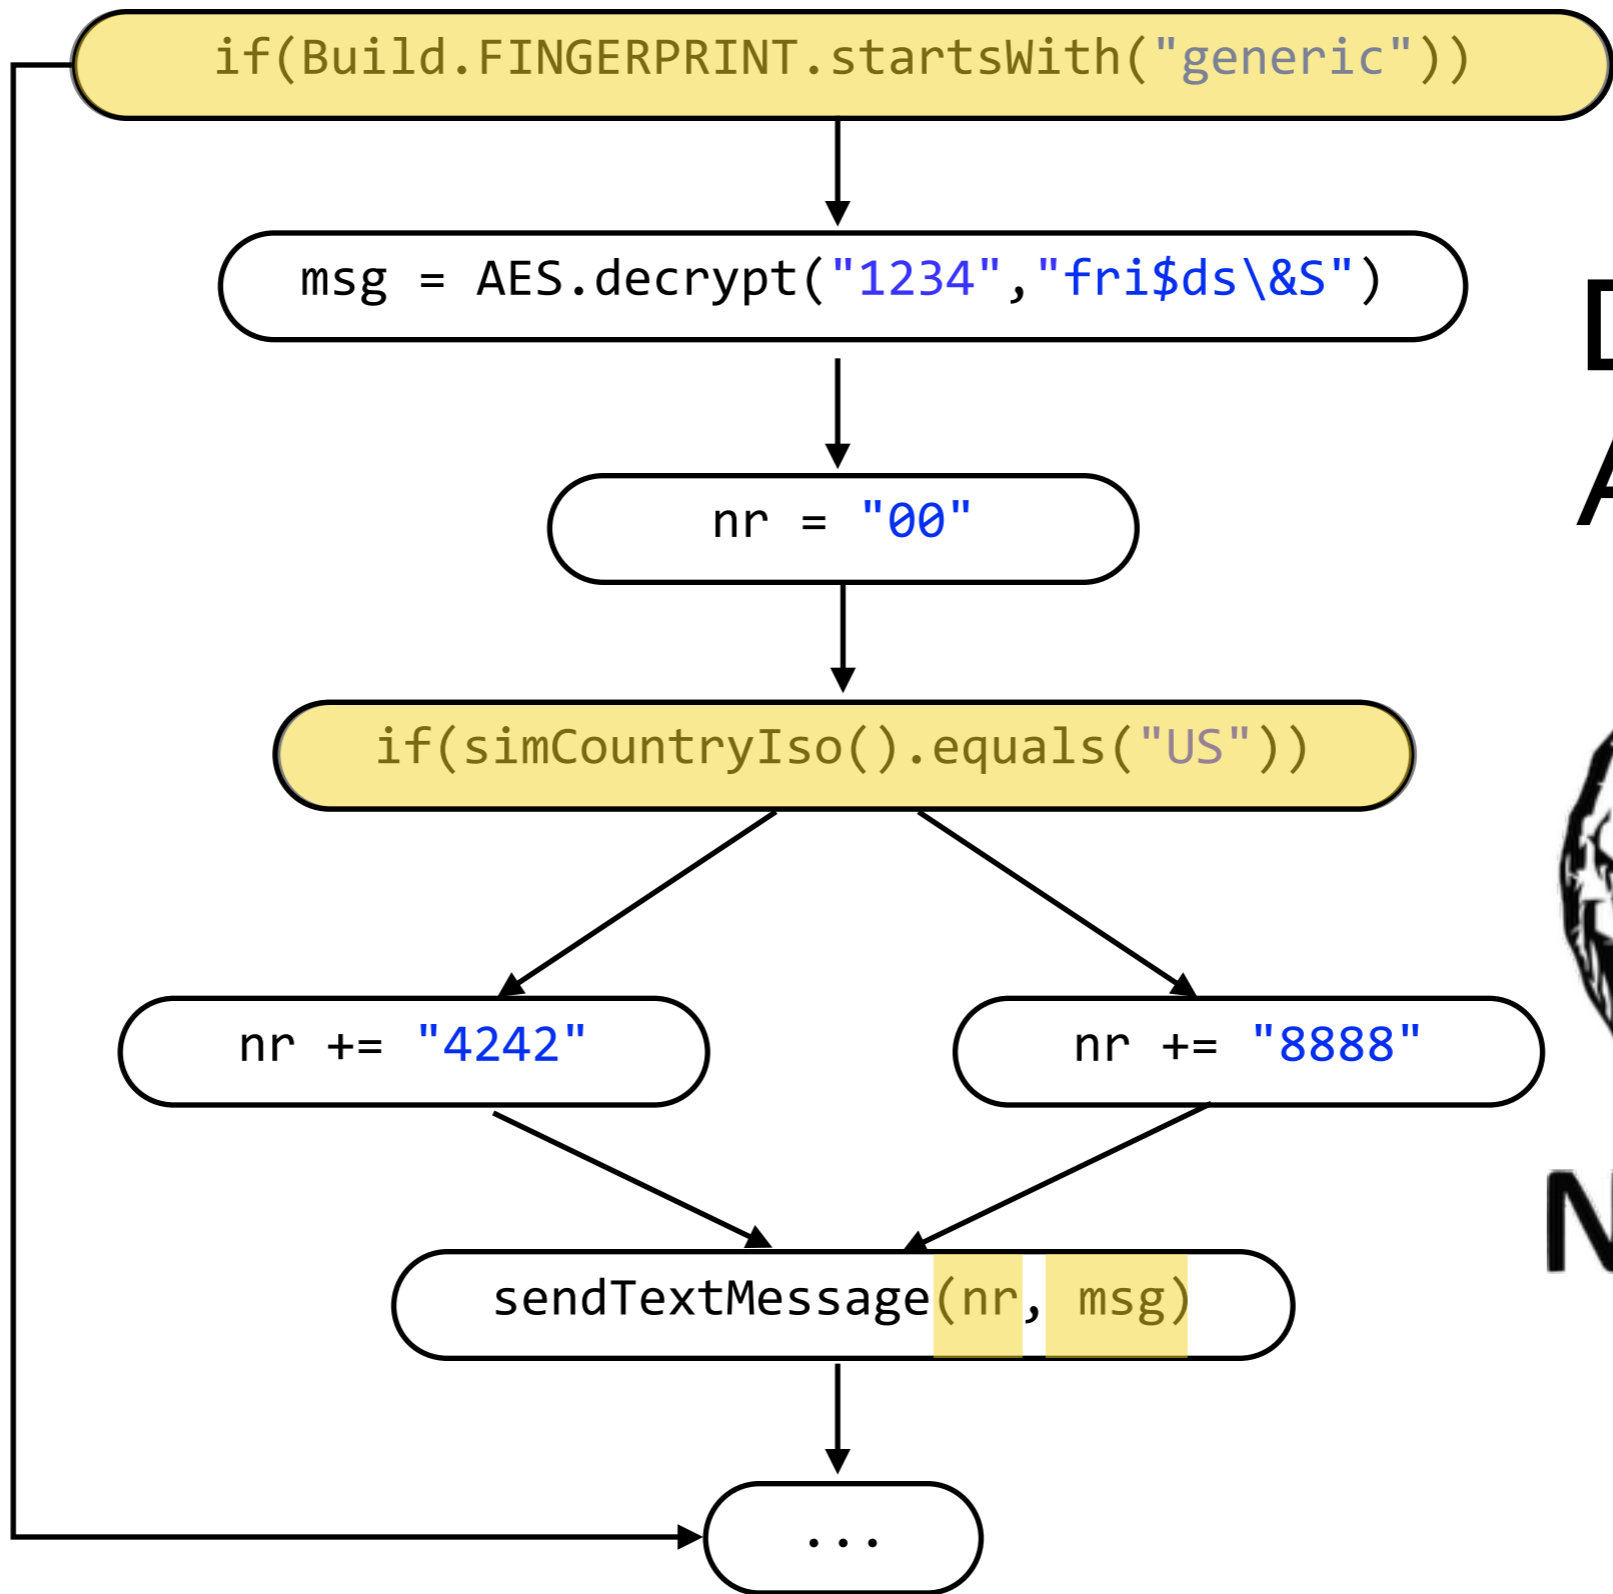 if(Build.FINGERPRINT.startsWith("generic"))
msg = AES.decrypt("1234","fri$ds\&S")
nr = "00"
if(simCountryIso().equals("US"))
nr += "4242"
nr += "8888"
sendTextMessage(nr, msg)
...